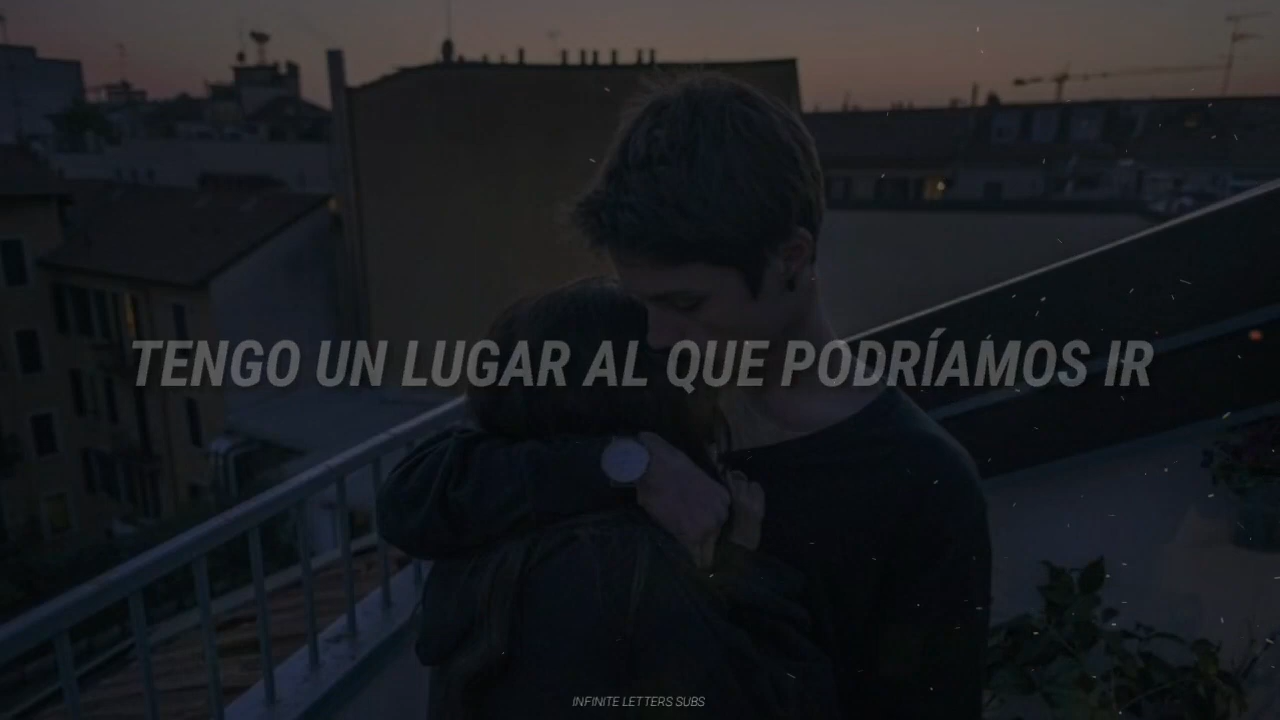 TENGO UN LUGAR AL QUE PODRÍAMOS IR
INFINITE LETTERS SUBS